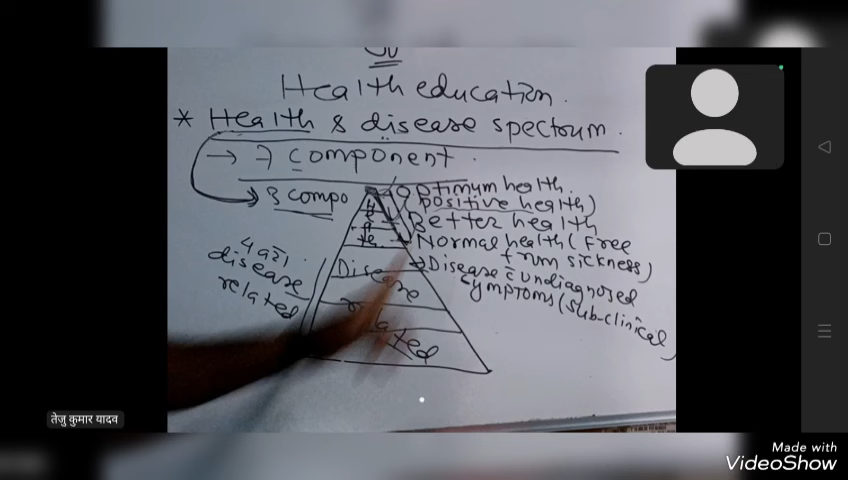 Health education.
* Health & disease spectrum.
→ 7 component.
→ 3 compo
Optimum health.
(positive health)
Better health
Normal health (free
from sickness)
→ Disease c̄ undiagnosed
symptoms (sub-clinical)
4 वटा
disease
related
Disease
related
तेजु कुमार यादव
Made with
VideoShow